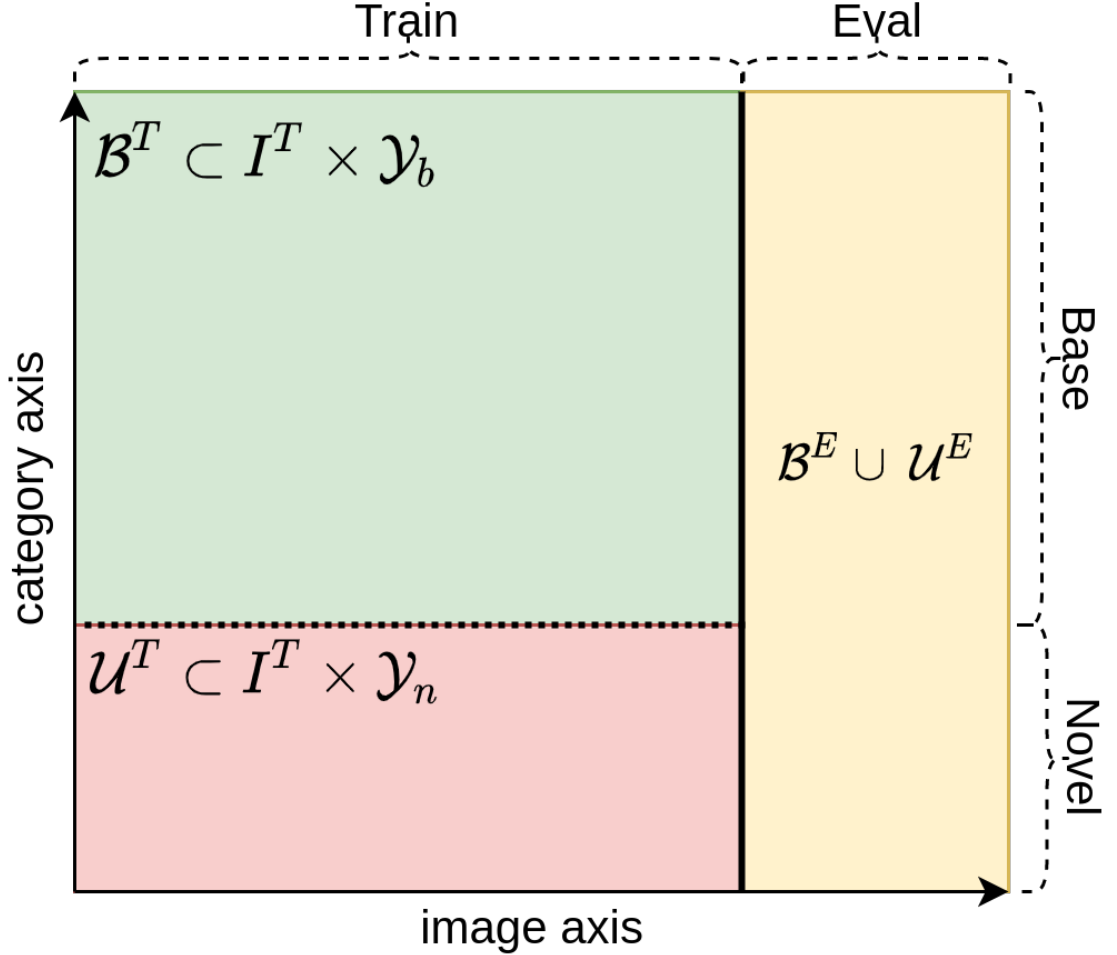 Train
Eval
ℬ^T ⊂ I^T × 𝒴_b
category axis
Base
ℬ^E ∪ 𝒰^E
𝒰^T ⊂ I^T × 𝒴_n
Novel
image axis